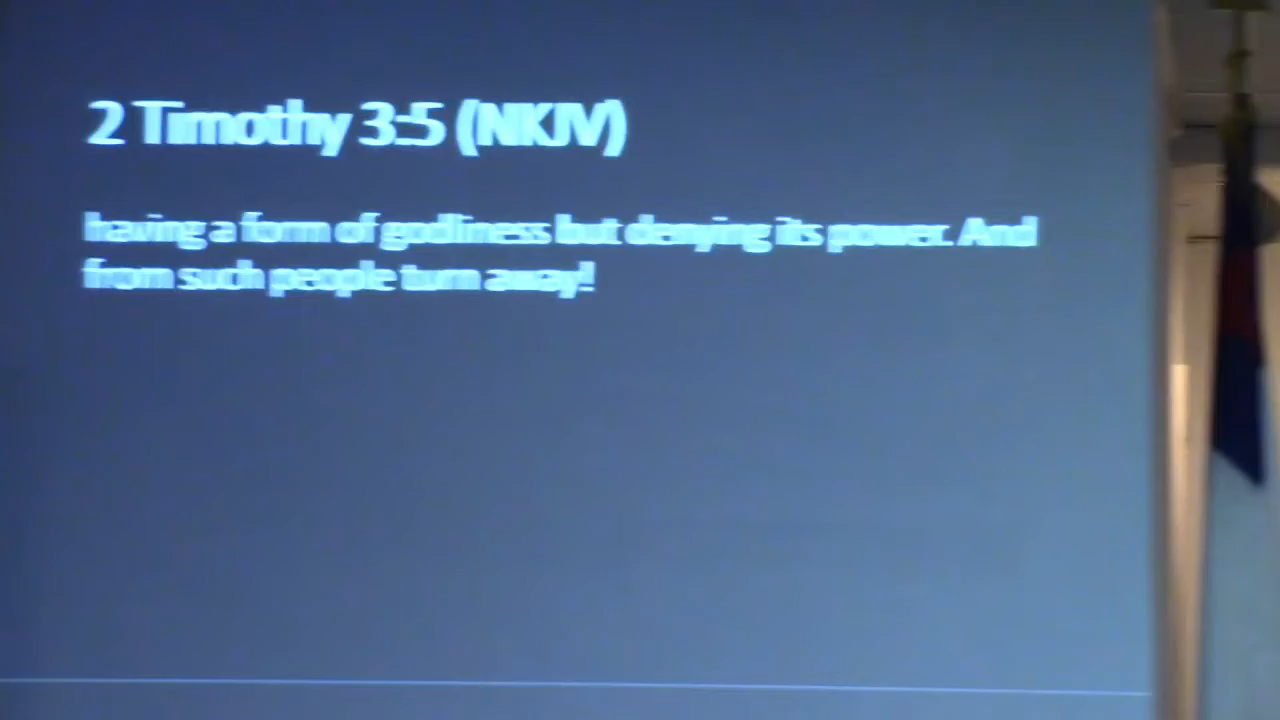 2 Timothy 3:5 (NKJV)
having a form of godliness but denying its power. And
from such people turn away!